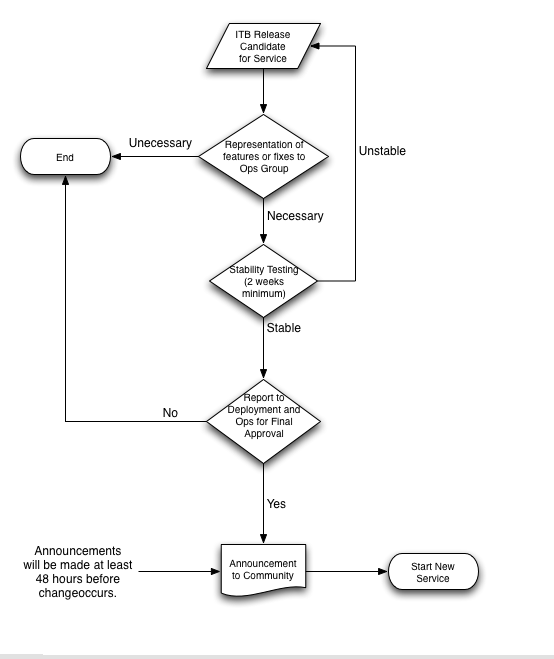 ITB Release
Candidate
for Service
Unecessary
Representation of
features or fixes to
Ops Group
End
Unstable
Necessary
Stability Testing
(2 weeks
minimum)
Stable
Report to
Deployment and
Ops for Final
Approval
No
Yes
Announcements
will be made at least
48 hours before
changeoccurs.
Announcement
to Community
Start New
Service